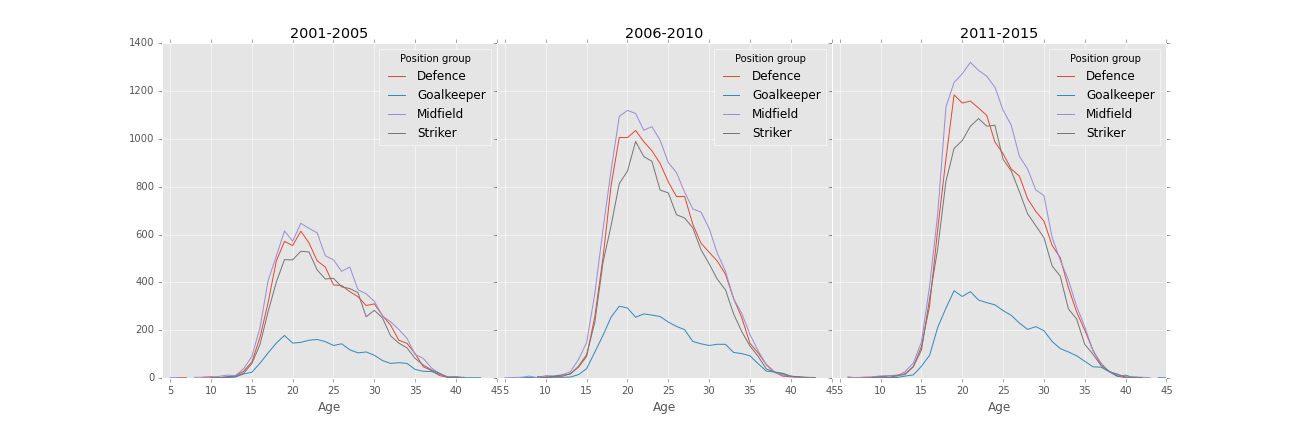 2001-2005
2006-2010
2011-2015
1400
1200
1000
800
600
400
200
0
Position group
Defence
Goalkeeper
Midfield
Striker
Position group
Defence
Goalkeeper
Midfield
Striker
Position group
Defence
Goalkeeper
Midfield
Striker
5 10 15 20 25 30 35 40 45
5 10 15 20 25 30 35 40 45
5 10 15 20 25 30 35 40 45
Age
Age
Age